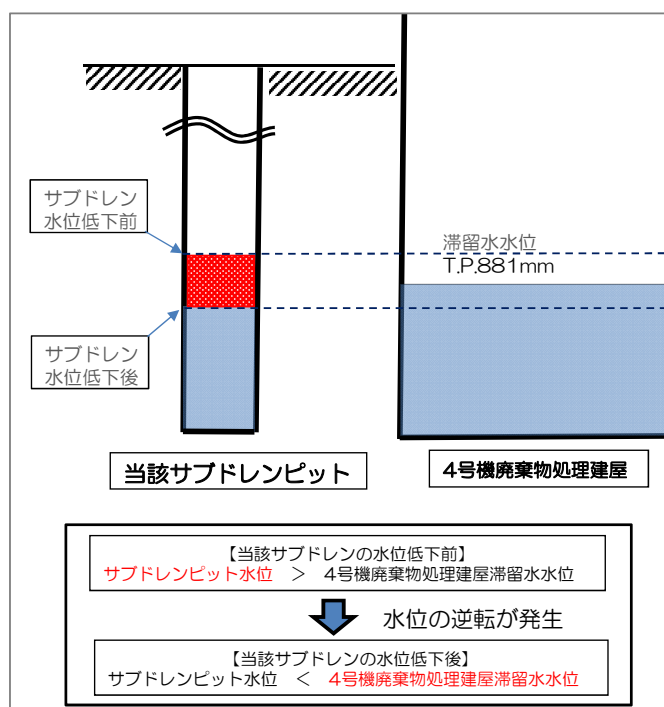 サブドレン
水位低下前
滞留水水位
T.P.881mm
サブドレン
水位低下後
当該サブドレンピット
4号機廃棄物処理建屋
【当該サブドレンの水位低下前】
サブドレンピット水位 ＞ 4号機廃棄物処理建屋滞留水水位
水位の逆転が発生
【当該サブドレンの水位低下後】
サブドレンピット水位 ＜ 4号機廃棄物処理建屋滞留水水位